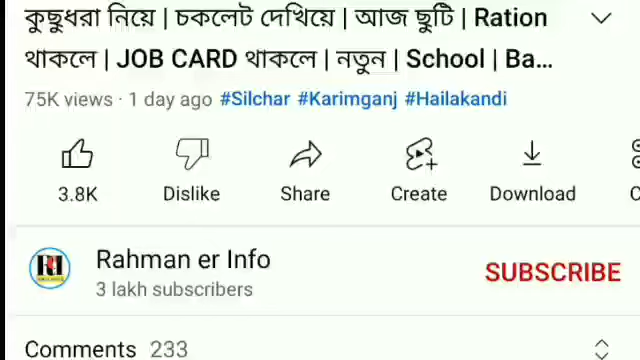 কুছুধরা নিয়ে | চকলেট দেখিয়ে | আজ ছুটি | Ration
থাকলে | JOB CARD থাকলে | নতুন | School | Ba...
75K views · 1 day ago #Silchar #Karimganj #Hailakandi
3.8K Dislike Share Create Download
Rahman er Info
3 lakh subscribers
SUBSCRIBE
Comments 233